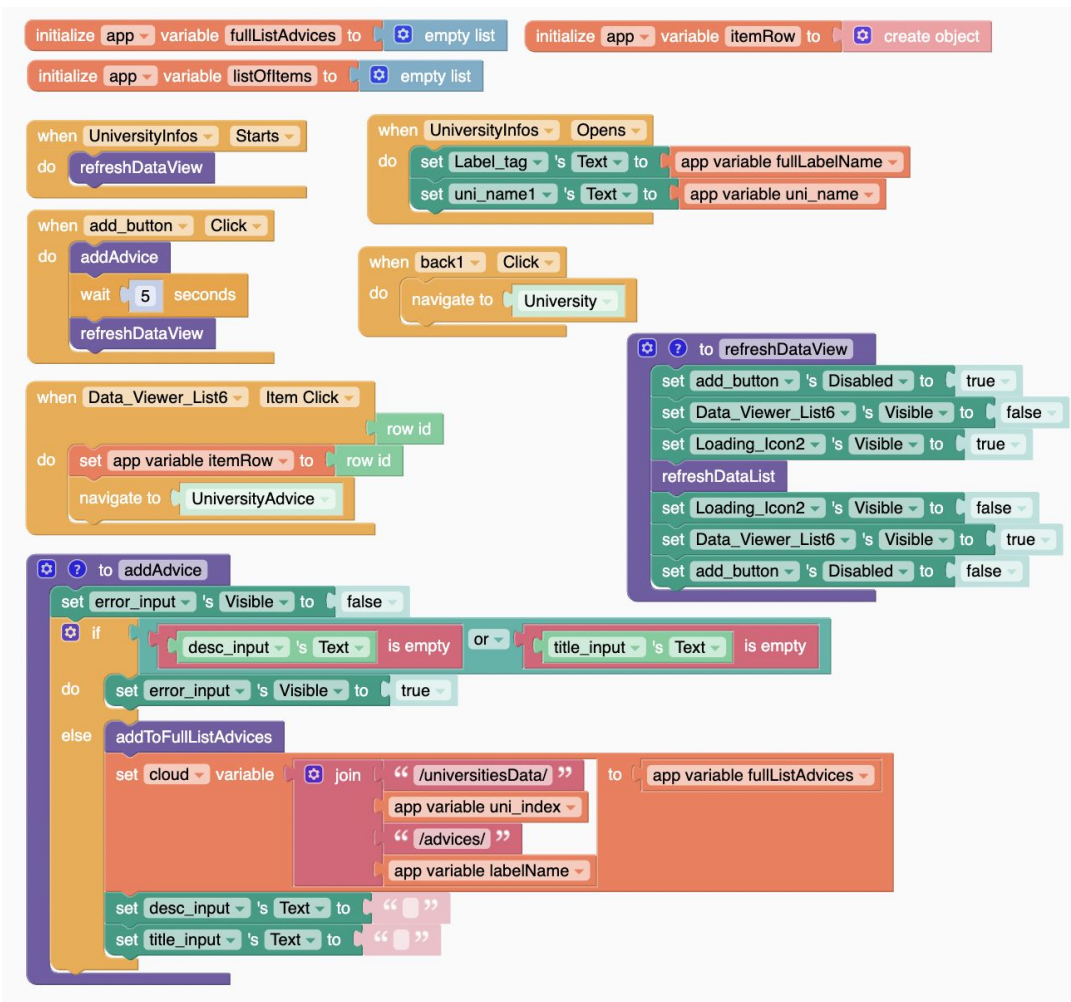 initialize app variable fullListAdvices to empty list
initialize app variable itemRow to create object
initialize app variable listOfItems to empty list
when UniversityInfos Starts
do refreshDataView
when UniversityInfos Opens
do set Label_tag 's Text to app variable fullLabelName
set uni_name1 's Text to app variable uni_name
when add_button Click
do addAdvice
wait 5 seconds
refreshDataView
when back1 Click
do navigate to University
? to refreshDataView
set add_button 's Disabled to true
set Data_Viewer_List6 's Visible to false
set Loading_Icon2 's Visible to true
refreshDataList
set Loading_Icon2 's Visible to false
set Data_Viewer_List6 's Visible to true
set add_button 's Disabled to false
when Data_Viewer_List6 Item Click
row id
do set app variable itemRow to row id
navigate to UniversityAdvice
? to addAdvice
set error_input 's Visible to false
if desc_input 's Text is empty or title_input 's Text is empty
do set error_input 's Visible to true
else addToFullListAdvices
set cloud variable join “ /universitiesData/ ” to app variable fullListAdvices
app variable uni_index
“ /advices/ ”
app variable labelName
set desc_input 's Text to “ ”
set title_input 's Text to “ ”